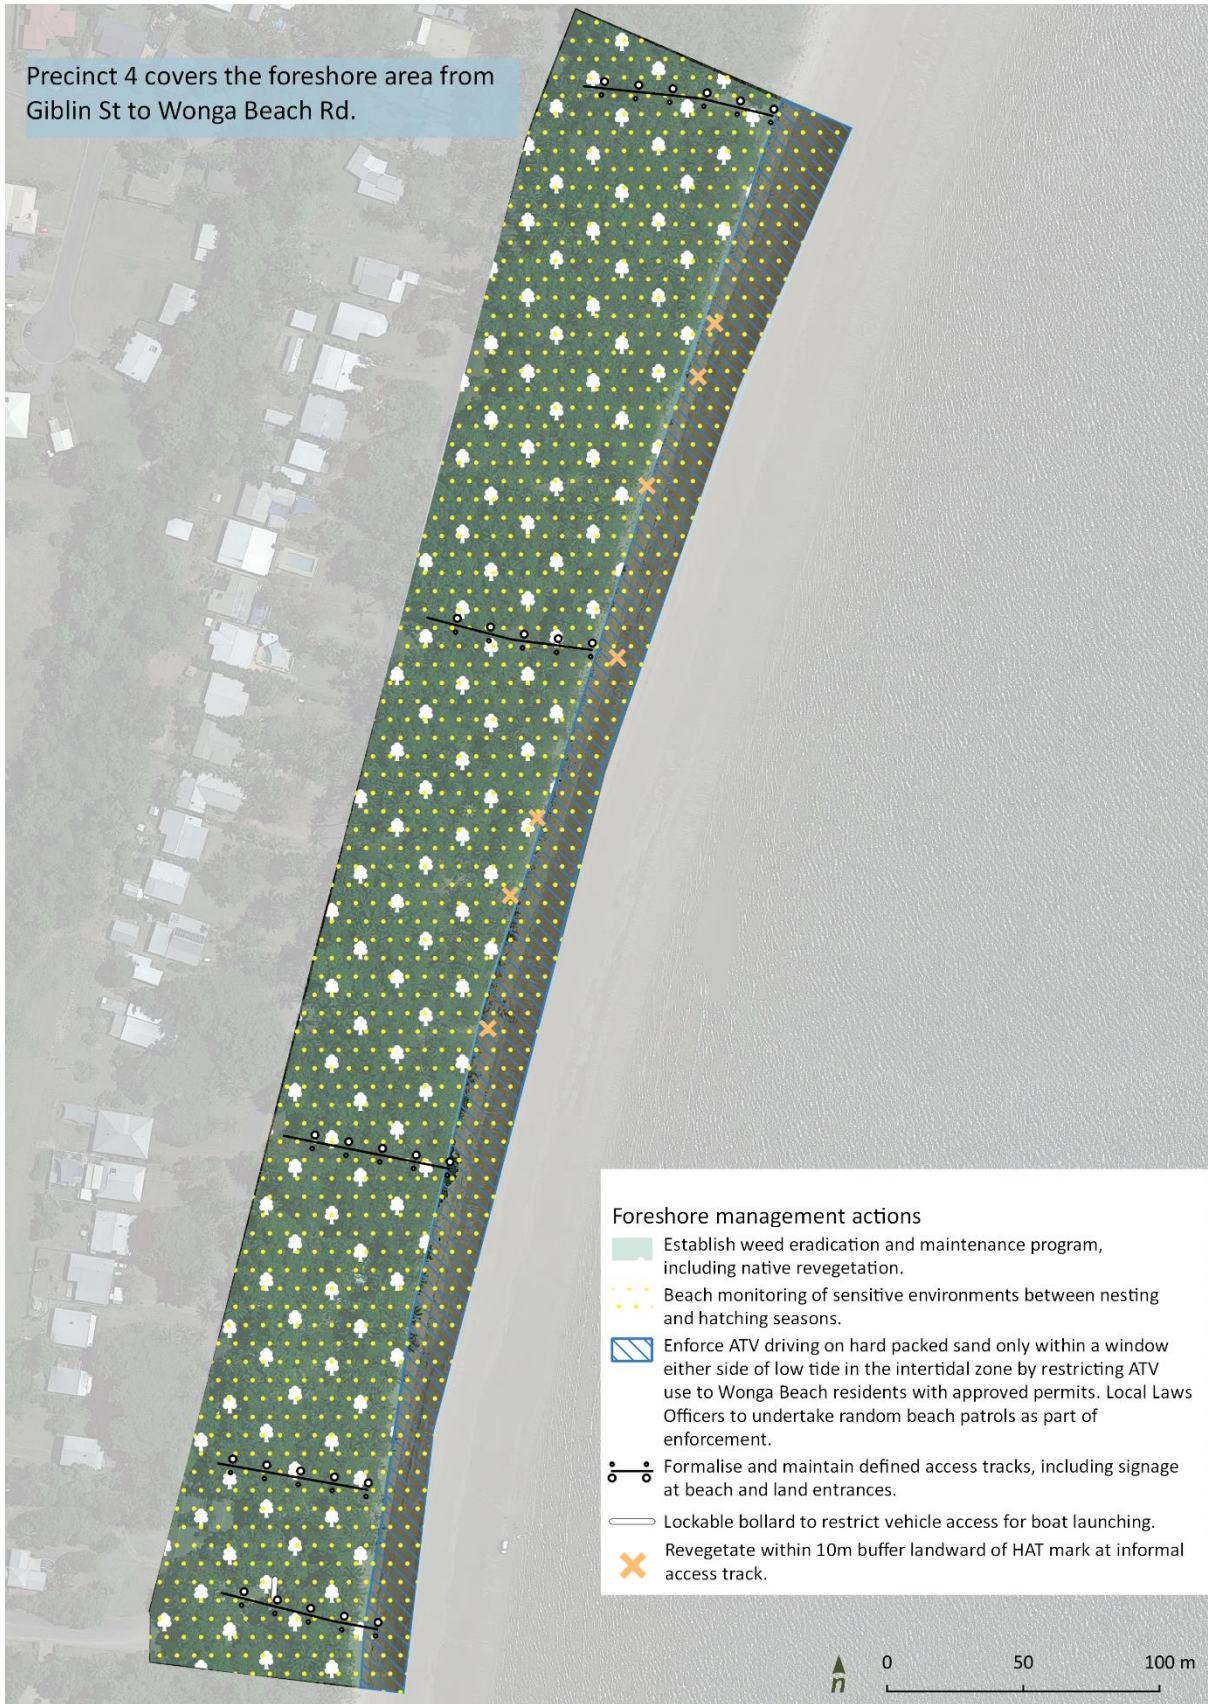 Precinct 4 covers the foreshore area from
Giblin St to Wonga Beach Rd.
Foreshore management actions
Establish weed eradication and maintenance program,
including native revegetation.
Beach monitoring of sensitive environments between nesting
and hatching seasons.
Enforce ATV driving on hard packed sand only within a window
either side of low tide in the intertidal zone by restricting ATV
use to Wonga Beach residents with approved permits. Local Laws
Officers to undertake random beach patrols as part of
enforcement.
Formalise and maintain defined access tracks, including signage
at beach and land entrances.
Lockable bollard to restrict vehicle access for boat launching.
Revegetate within 10m buffer landward of HAT mark at informal
access track.
n
0 50 100 m